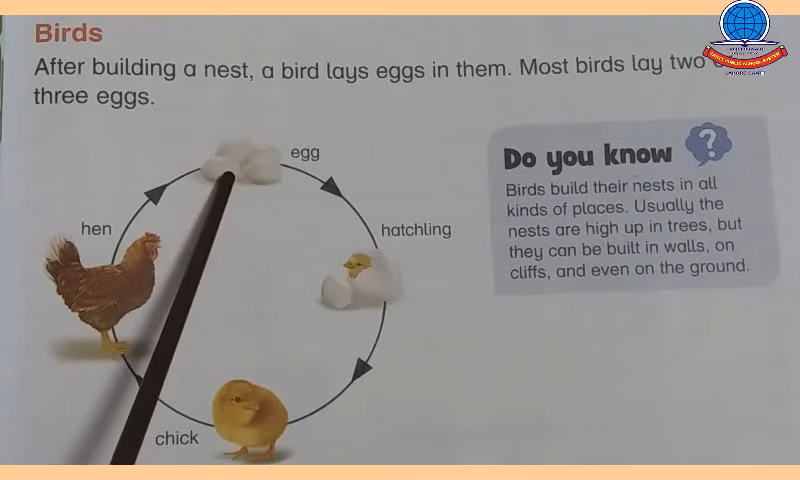 Birds
After building a nest, a bird lays eggs in them. Most birds lay two
three eggs.
egg
hatchling
chick
hen
Do you know
?
Birds build their nests in all
kinds of places. Usually the
nests are high up in trees, but
they can be built in walls, on
cliffs, and even on the ground.
LAHORE CANTT